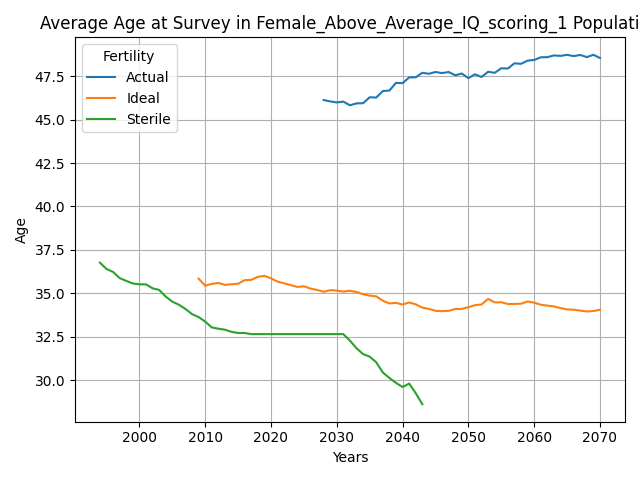 Average Age at Survey in Female_Above_Average_IQ_scoring_1 Populati
Fertility
Actual
Ideal
Sterile
47.5
45.0
42.5
40.0
37.5
35.0
32.5
30.0
Age
2000 2010 2020 2030 2040 2050 2060 2070
Years